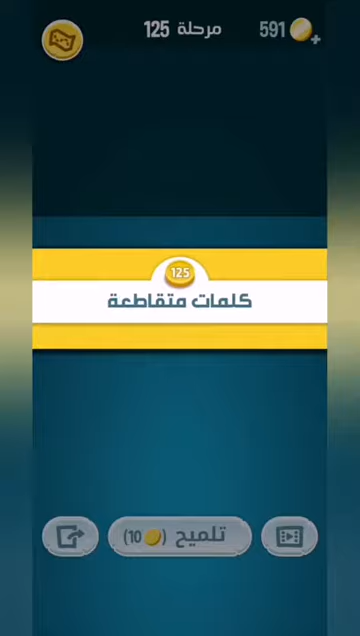 591 مرحلة 125
125
كلمات متقاطعة
تلميح (10)